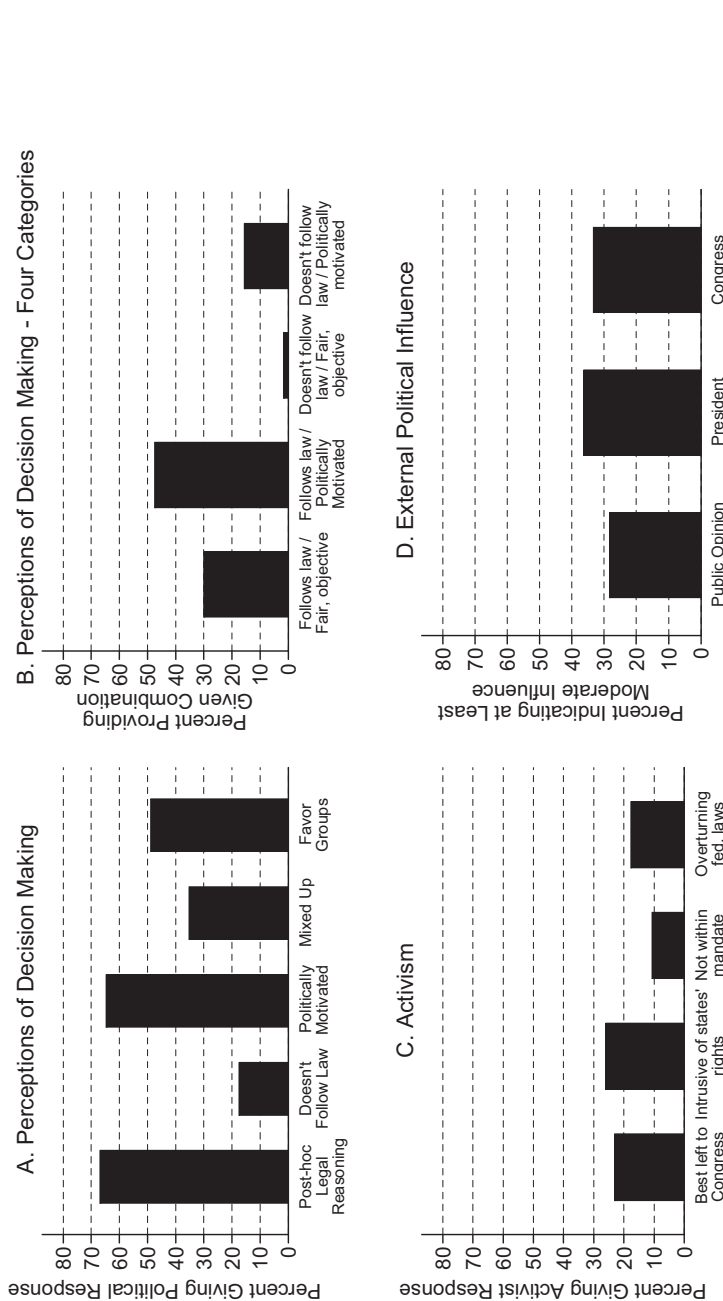 A. Perceptions of Decision Making
Percent Giving Political Response
80
70
60
50
40
30
20
10
0
Post-hoc
Legal
Reasoning
Doesn't
Follow Law
Politically
Motivated
Mixed Up
Favor
Groups
B. Perceptions of Decision Making - Four Categories
Percent Providing
Given Combination
80
70
60
50
40
30
20
10
0
Follows law /
Fair, objective
Follows law /
Politically
Motivated
Doesn't follow
law / Fair,
objective
Doesn't follow
law / Politically
motivated
C. Activism
Percent Giving Activist Response
80
70
60
50
40
30
20
10
0
Best left to
Congress
Intrusive of states'
rights
Not within
mandate
Overturning
fed. laws
D. External Political Influence
Percent Indicating at Least
Moderate Influence
80
70
60
50
40
30
20
10
0
Public Opinion
President
Congress